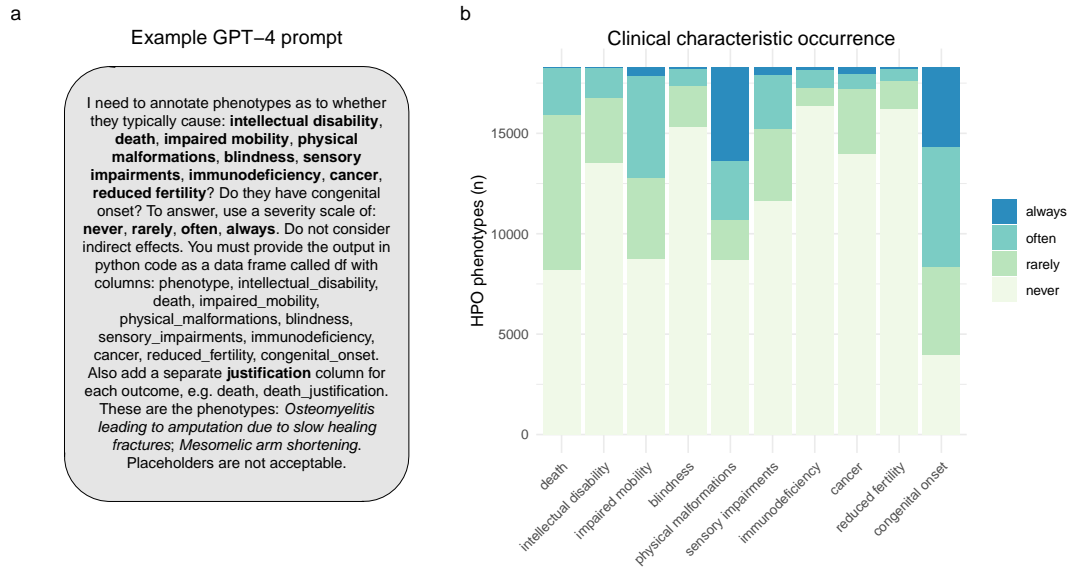 a
Example GPT−4 prompt
I need to annotate phenotypes as to whether
they typically cause: intellectual disability,
death, impaired mobility, physical
malformations, blindness, sensory
impairments, immunodeficiency, cancer,
reduced fertility? Do they have congenital
onset? To answer, use a severity scale of:
never, rarely, often, always. Do not consider
indirect effects. You must provide the output in
python code as a data frame called df with
columns: phenotype, intellectual_disability,
death, impaired_mobility,
physical_malformations, blindness,
sensory_impairments, immunodeficiency,
cancer, reduced_fertility, congenital_onset.
Also add a separate justification column for
each outcome, e.g. death, death_justification.
These are the phenotypes: Osteomyelitis
leading to amputation due to slow healing
fractures; Mesomelic arm shortening.
Placeholders are not acceptable.
b
Clinical characteristic occurrence
HPO phenotypes (n)
15000
10000
5000
0
death
intellectual disability
impaired mobility
blindness
physical malformations
sensory impairments
immunodeficiency
cancer
reduced fertility
congenital onset
always
often
rarely
never